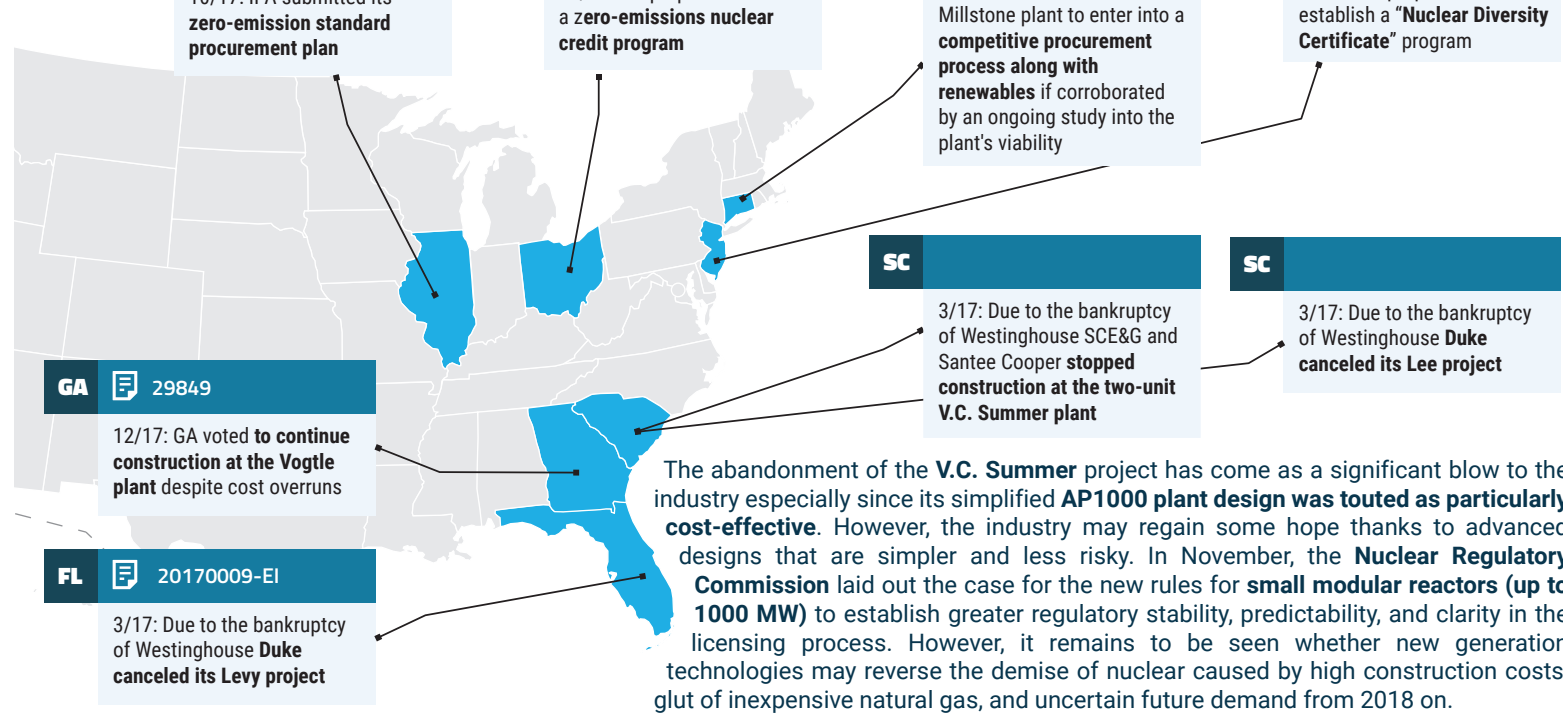 10/17: IPA submitted its
zero-emission standard
procurement plan
a zero-emissions nuclear
credit program
Millstone plant to enter into a
competitive procurement
process along with
renewables if corroborated
by an ongoing study into the
plant's viability
establish a “Nuclear Diversity
Certificate” program
SC
3/17: Due to the bankruptcy
of Westinghouse SCE&G and
Santee Cooper stopped
construction at the two-unit
V.C. Summer plant
SC
3/17: Due to the bankruptcy
of Westinghouse Duke
canceled its Lee project
GA 29849
12/17: GA voted to continue
construction at the Vogtle
plant despite cost overruns
FL 20170009-EI
3/17: Due to the bankruptcy
of Westinghouse Duke
canceled its Levy project
The abandonment of the V.C. Summer project has come as a significant blow to the
industry especially since its simplified AP1000 plant design was touted as particularly
cost-effective. However, the industry may regain some hope thanks to advanced
designs that are simpler and less risky. In November, the Nuclear Regulatory
Commission laid out the case for the new rules for small modular reactors (up to
1000 MW) to establish greater regulatory stability, predictability, and clarity in the
licensing process. However, it remains to be seen whether new generation
technologies may reverse the demise of nuclear caused by high construction costs
glut of inexpensive natural gas, and uncertain future demand from 2018 on.